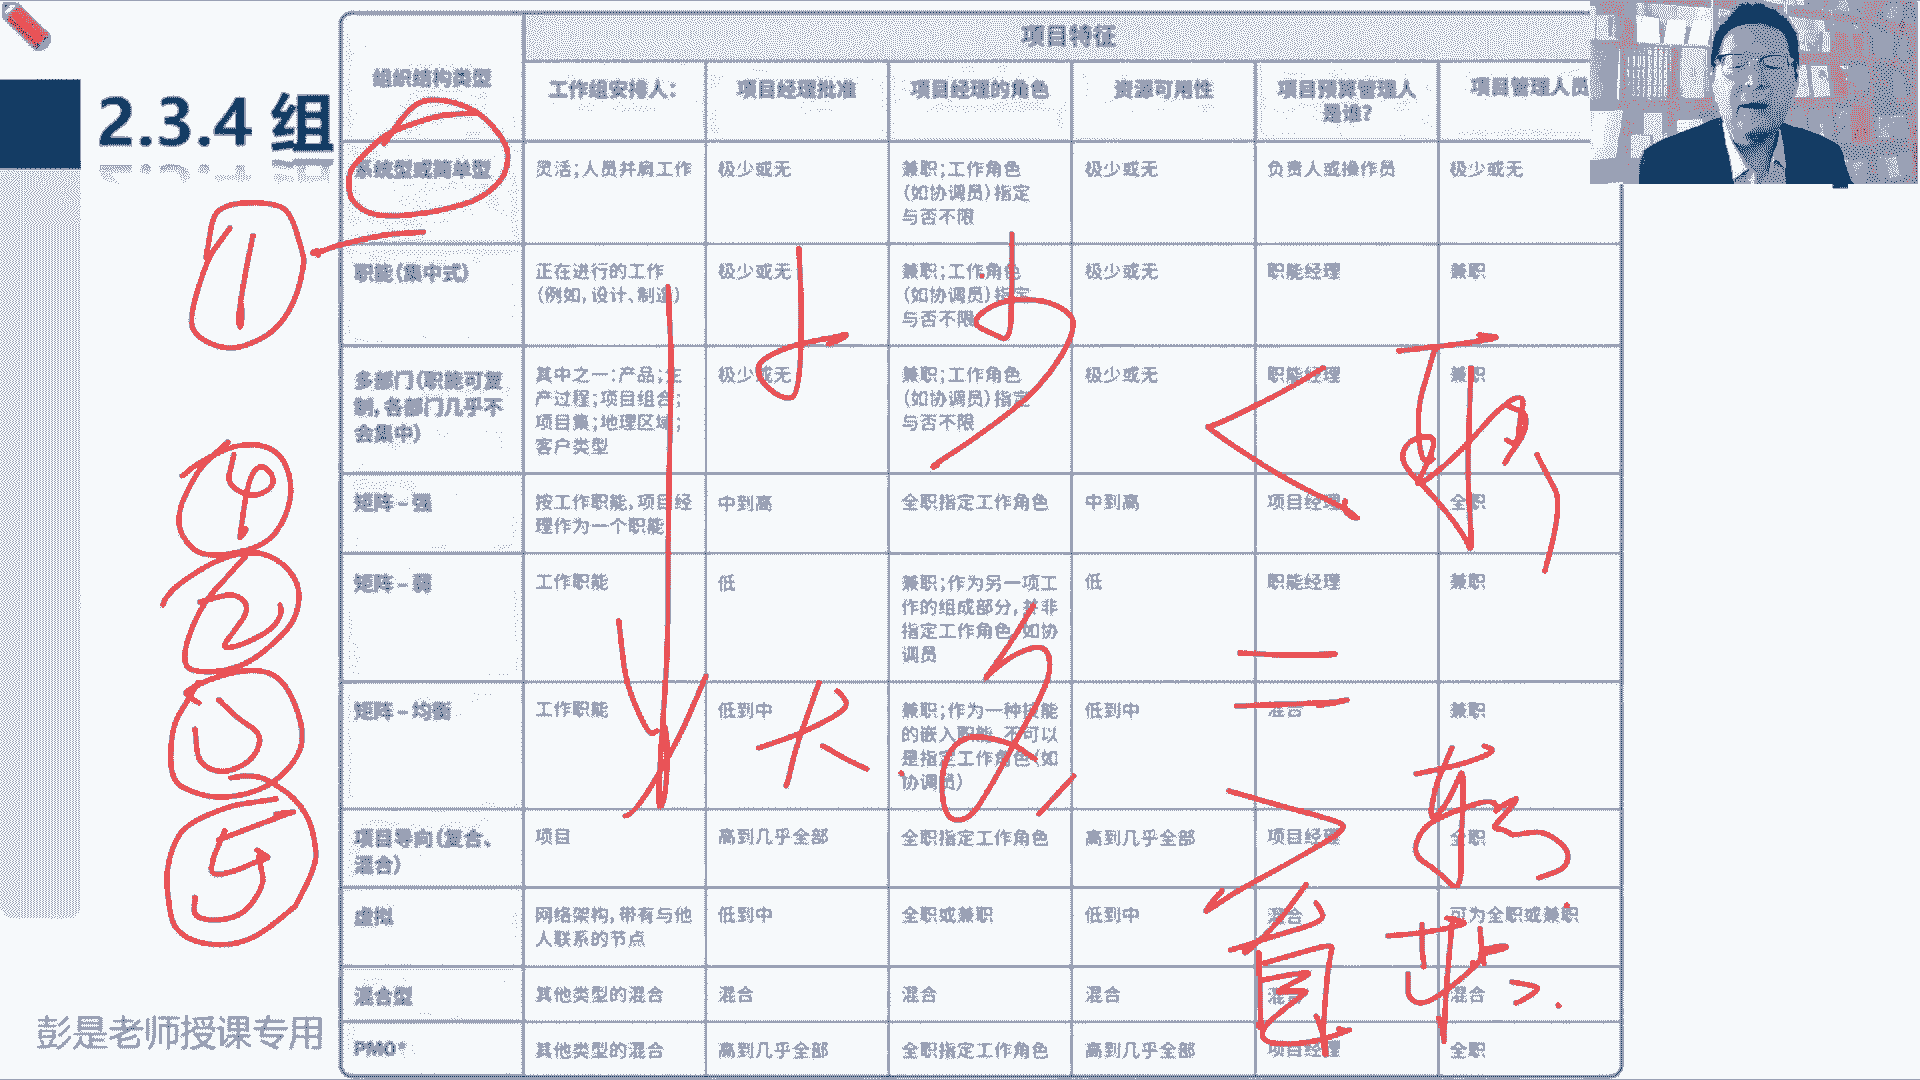 2.3.4 组
项目特征
组织结构类型
工作组安排人:
项目经理批准
项目经理的角色
资源可用性
项目预算管理人
是谁?
项目管理人员
系统型或简单型
灵活;人员并肩工作
极少或无
兼职;工作角色
(如协调员)指定
与否不限
极少或无
负责人或操作员
极少或无
职能(集中式)
正在进行的工作
(例如,设计、制造)
极少或无
兼职;工作角色
(如协调员)指定
与否不限
极少或无
职能经理
兼职
多部门(职能可复
制,各部门几乎不
会集中)
其中之一:产品;生
产过程;项目组合;
项目集;地理区域;
客户类型
极少或无
兼职;工作角色
(如协调员)指定
与否不限
极少或无
职能经理
兼职
矩阵–强
按工作职能,项目经
理作为一个职能
中到高
全职指定工作角色
中到高
项目经理
全职
矩阵–弱
工作职能
低
兼职;作为另一项工
作的组成部分,并非
指定工作角色,如协
调员
低
职能经理
兼职
矩阵–均衡
工作职能
低到中
兼职;作为一种技能
的嵌入职能,不可以
是指定工作角色(如
协调员)
低到中
混合
兼职
项目导向(复合、
混合)
项目
高到几乎全部
全职指定工作角色
高到几乎全部
项目经理
全职
虚拟
网络架构,带有与他
人联系的节点
低到中
全职或兼职
低到中
混合
可为全职或兼职
混合型
其他类型的混合
混合
混合
混合
混合
混合
PMO*
其他类型的混合
高到几乎全部
全职指定工作角色
高到几乎全部
项目经理
全职
彭是老师授课专用
1
4
2
3
5
小
大